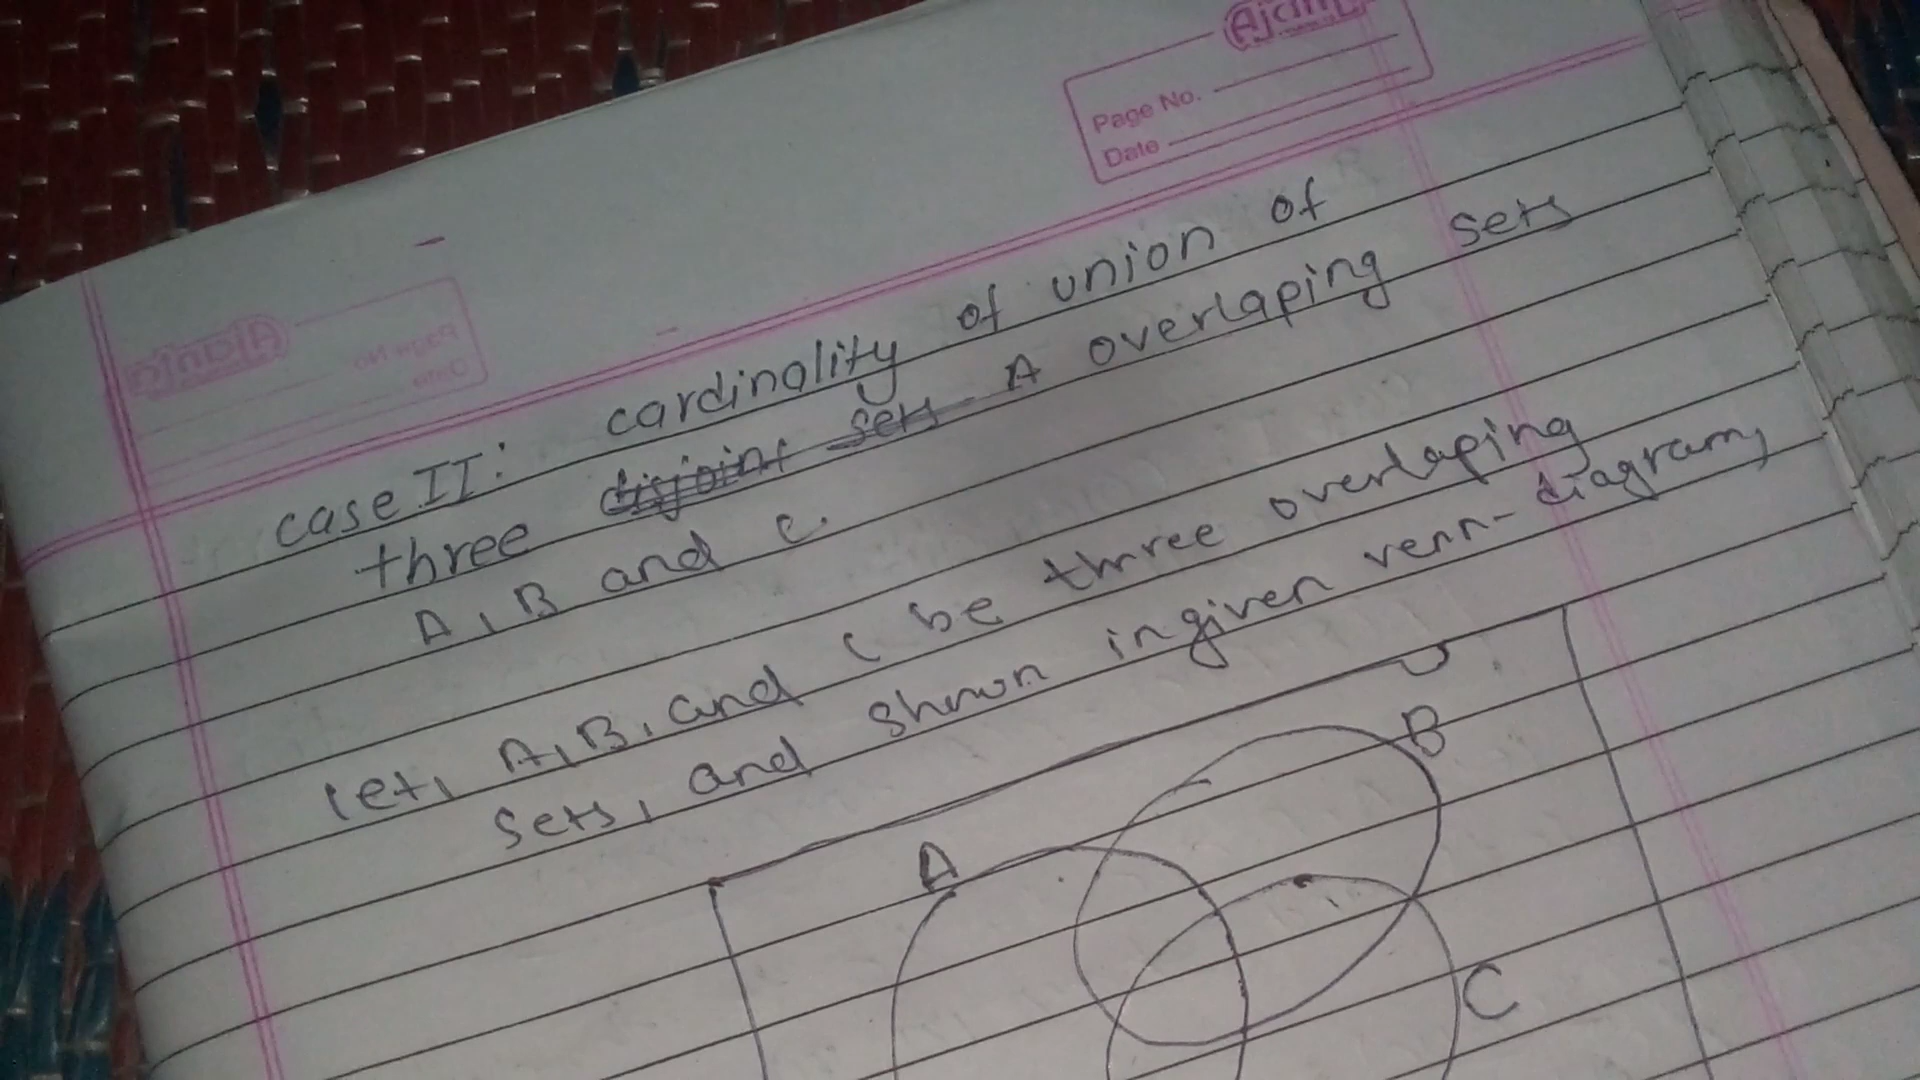 Ajanta
Page No.
Date
case II: cardinality of union of
three disjoint sets A overlaping sets
A, B and c.
let, A, B, and c be three overlaping
sets, and shown in given venn-diagram,
U
B
A
C